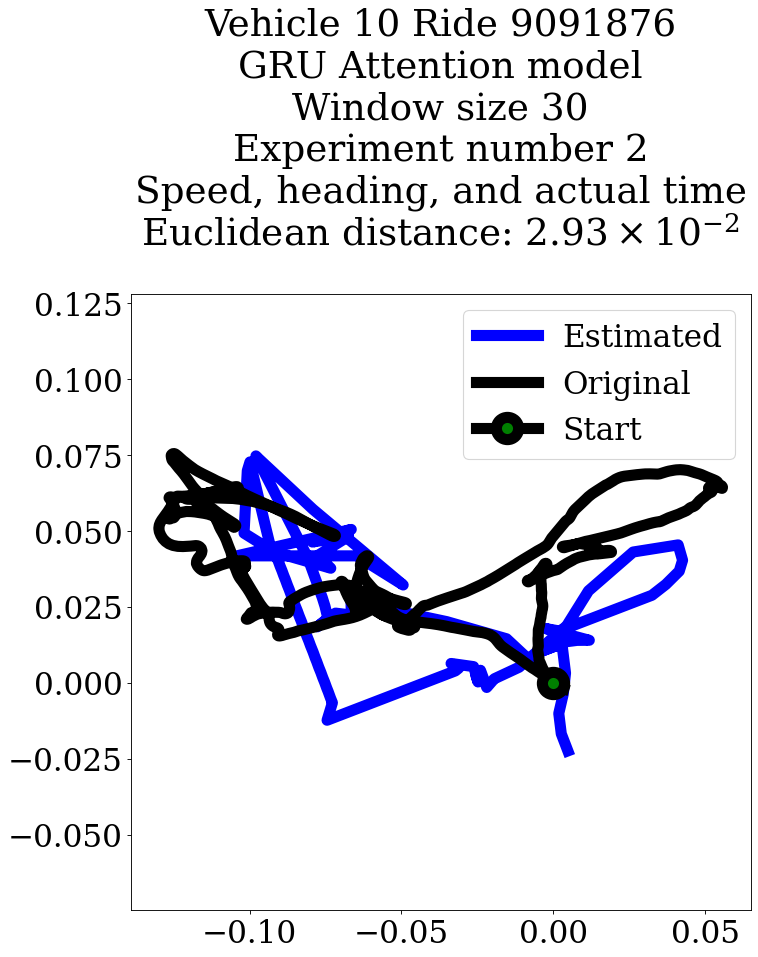 Vehicle 10 Ride 9091876
GRU Attention model
Window size 30
Experiment number 2
Speed, heading, and actual time
Euclidean distance: 2.93 × 10⁻²
Estimated
Original
Start
0.125
0.100
0.075
0.050
0.025
0.000
−0.025
−0.050
−0.10 −0.05 0.00 0.05